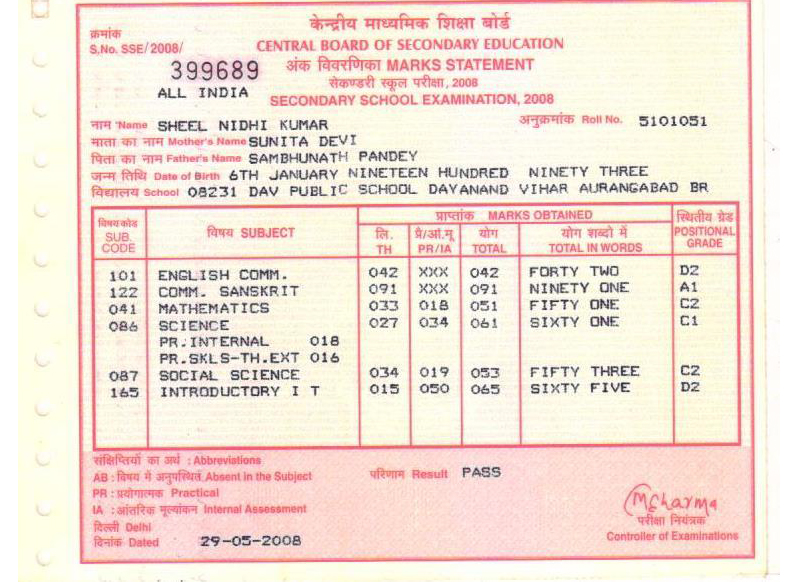 केन्द्रीय माध्यमिक शिक्षा बोर्ड
क्रमांक
S,No. SSE/2008/
CENTRAL BOARD OF SECONDARY EDUCATION
399689
अंक विवरणिका MARKS STATEMENT
सेकण्डरी स्कूल परीक्षा, 2008
ALL INDIA
SECONDARY SCHOOL EXAMINATION, 2008
नाम Name SHEEL NIDHI KUMAR अनुक्रमांक Roll No. 5101051
माता का नाम Mother's Name SUNITA DEVI
पिता का नाम Father's Name SAMBHUNATH PANDEY
जन्म तिथि Date of Birth 6TH JANUARY NINETEEN HUNDRED NINETY THREE
विद्यालय School 08231 DAV PUBLIC SCHOOL DAYANAND VIHAR AURANGABAD BR
विषय कोड SUB. CODE विषय SUBJECT प्राप्तांक MARKS OBTAINED स्थितीय ग्रेड POSITIONAL GRADE
लि. TH प्रै/आं.मू PR/IA योग TOTAL योग शब्दो में TOTAL IN WORDS
101 ENGLISH COMM. 042 XXX 042 FORTY TWO D2
122 COMM. SANSKRIT 091 XXX 091 NINETY ONE A1
041 MATHEMATICS 033 018 051 FIFTY ONE C2
086 SCIENCE 027 034 061 SIXTY ONE C1
PR.INTERNAL 018
PR.SKLS-TH.EXT 016
087 SOCIAL SCIENCE 034 019 053 FIFTY THREE C2
165 INTRODUCTORY I T 015 050 065 SIXTY FIVE D2
संक्षिप्तियों का अर्थ : Abbreviations
AB : विषय में अनुपस्थित Absent in the Subject परिणाम Result PASS
PR : प्रयोगात्मक Practical
IA : आंतरिक मूल्यांकन Internal Assessment
MSharma
परीक्षा नियंत्रक
दिल्ली Delhi
दिनांक Dated 29-05-2008
Controller of Examinations